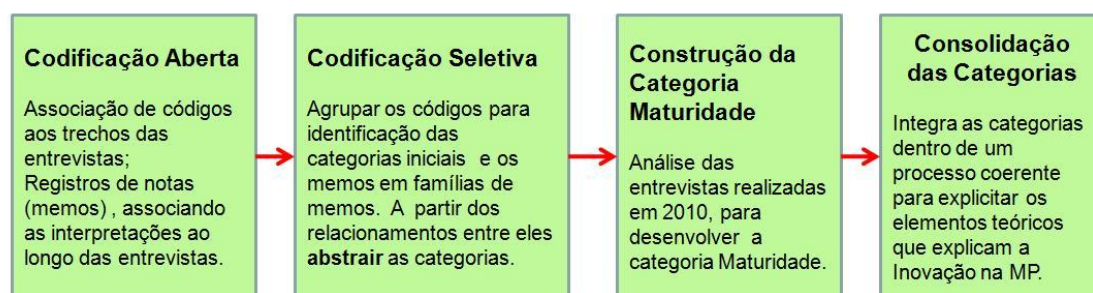 Codificação Aberta
Associação de códigos
aos trechos das
entrevistas;
Registros de notas
(memos) , associando
as interpretações ao
longo das entrevistas.
Codificação Seletiva
Agrupar os códigos para
identificação das
categorias iniciais e os
memos em famílias de
memos. A partir dos
relacionamentos entre eles
abstrair as categorias.
Construção da
Categoria
Maturidade
Análise das
entrevistas realizadas
em 2010, para
desenvolver a
categoria Maturidade.
Consolidação
das Categorias
Integra as categorias
dentro de um
processo coerente
para explicitar os
elementos teóricos
que explicam a
Inovação na MP.